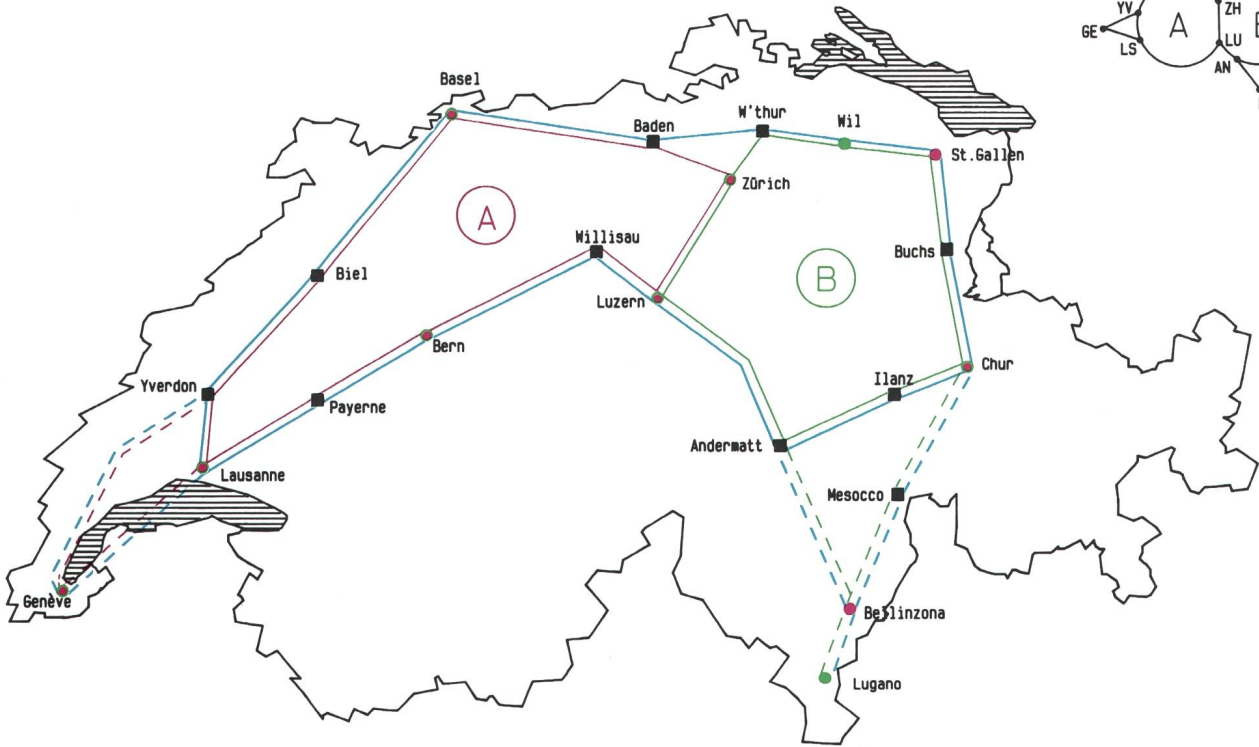 YV
ZH
GE
A
LU
LS
AN
Basel
W'thur
Wil
Baden
St.Gallen
Zürich
A
Willisau
Buchs
B
Biel
Luzern
Bern
Chur
Ilanz
Yverdon
Payerne
Andermatt
Lausanne
Mesocco
Genève
Bellinzona
Lugano